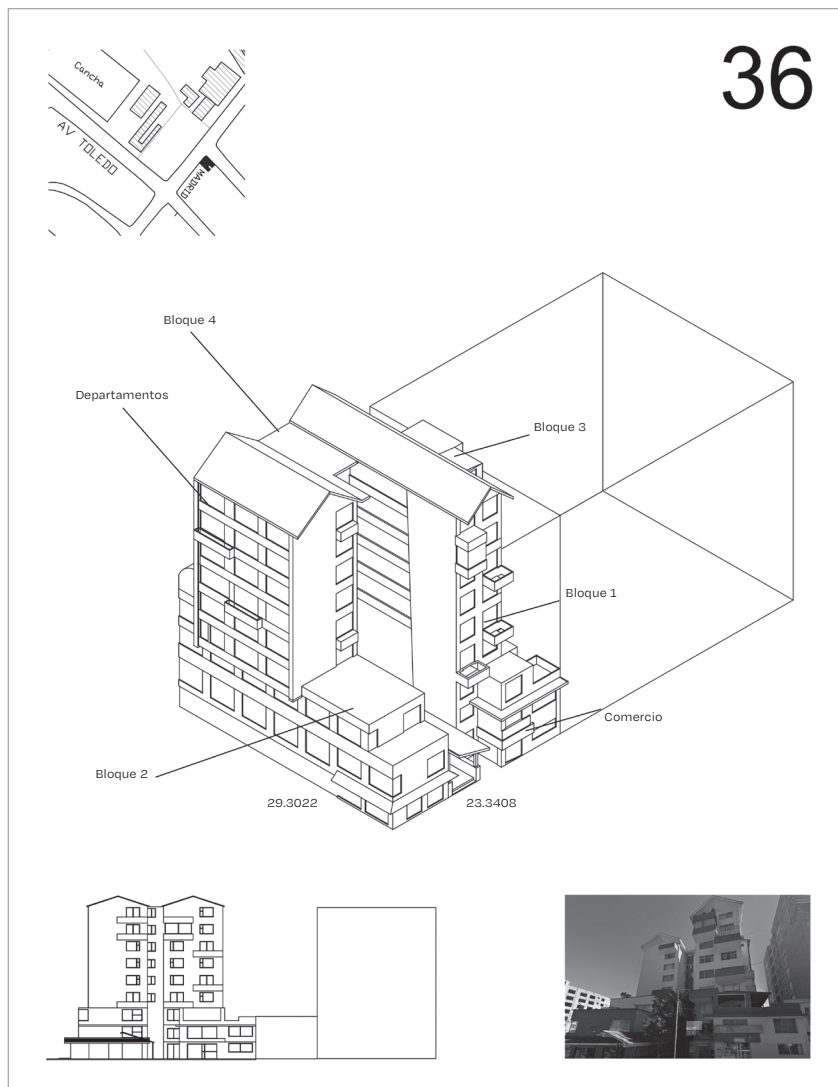 36
Cancha
AV TOLEDO
MADRID
Bloque 4
Departamentos
Bloque 3
Bloque 1
Comercio
Bloque 2
29.3022
23.3408